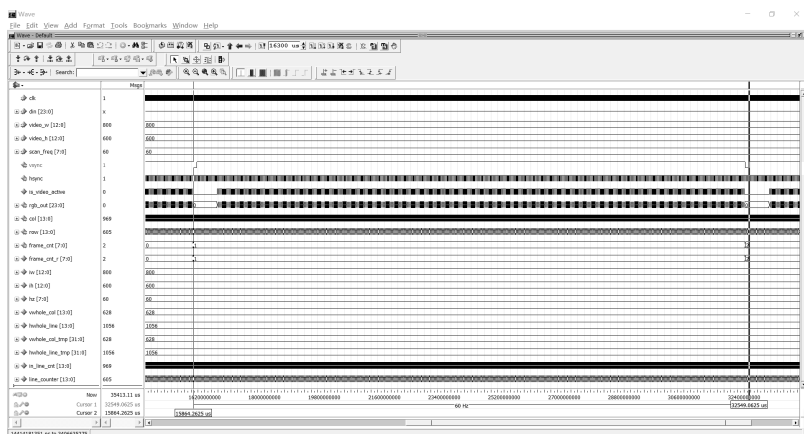 Wave
File Edit View Add Format Tools Bookmarks Window Help
Wave - Default
16300 us
Search:
Msgs
clk 1
din [23:0] x
video_w [12:0] 800 800
video_h [12:0] 600 600
scan_freq [7:0] 60 60
vsync 1
hsync 1
is_video_active 0
rgb_out [23:0] 0
col [13:0] 969
row [13:0] 605
frame_cnt [7:0] 2 0 1 2
frame_cnt_r [7:0] 2 0 1 2
iw [12:0] 800 800
ih [12:0] 600 600
hz [7:0] 60 60
vwhole_col [13:0] 628 628
hwhole_line [13:0] 1056 1056
vwhole_col_tmp [31:0] 628 628
hwhole_line_tmp [31:0] 1056 1056
in_line_cnt [13:0] 969
line_counter [13:0] 605
Now 35413.11 us 16200000000 18000000000 19800000000 21600000000 23400000000 25200000000 27000000000 28800000000 30600000000
Cursor 1 32549.0625 us 60 Hz 32549.0625 us
Cursor 2 15864.2625 us 15864.2625 us